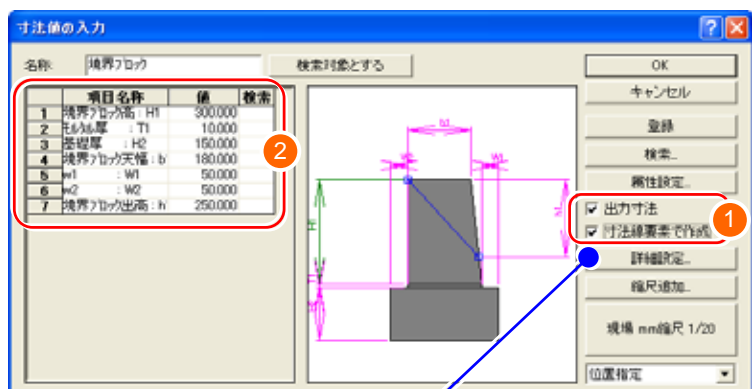 寸法値の入力
名称: 境界ブロック 検索対象とする
OK
キャンセル
登録
検索...
属性設定...
出力寸法
寸法線要素で作成
詳細設定...
縮尺追加...
現場 mm縮尺 1/20
位置指定
1
2
項目名称 値 検索
1 境界ブロック高 : H1 300.000
2 モルタル厚 : T1 10.000
3 基礎厚 : H2 150.000
4 境界ブロック天幅 : b 180.000
5 w1 : W1 50.000
6 w2 : W2 50.000
7 境界ブロック出高 : h 250.000